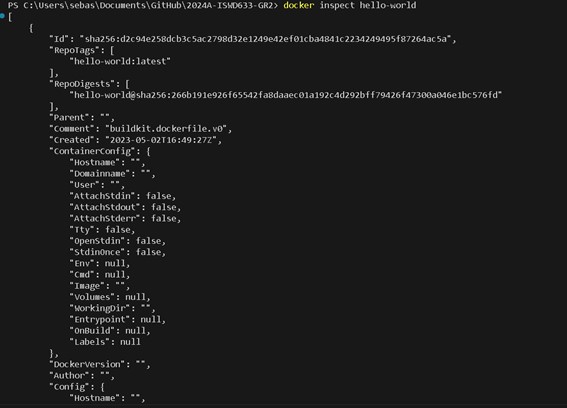 PS C:\Users\sebas\Documents\GitHub\2024A-ISWD633-GR2> docker inspect hello-world
[
    {
        "Id": "sha256:d2c94e258dcb3c5ac2798d32e1249e42ef01cba4841c2234249495f87264ac5a",
        "RepoTags": [
            "hello-world:latest"
        ],
        "RepoDigests": [
            "hello-world@sha256:266b191e926f65542fa8daaec01a192c4d292bff79426f47300a046e1bc576fd"
        ],
        "Parent": "",
        "Comment": "buildkit.dockerfile.v0",
        "Created": "2023-05-02T16:49:27Z",
        "ContainerConfig": {
            "Hostname": "",
            "Domainname": "",
            "User": "",
            "AttachStdin": false,
            "AttachStdout": false,
            "AttachStderr": false,
            "Tty": false,
            "OpenStdin": false,
            "StdinOnce": false,
            "Env": null,
            "Cmd": null,
            "Image": "",
            "Volumes": null,
            "WorkingDir": "",
            "Entrypoint": null,
            "OnBuild": null,
            "Labels": null
        },
        "DockerVersion": "",
        "Author": "",
        "Config": {
            "Hostname": "",